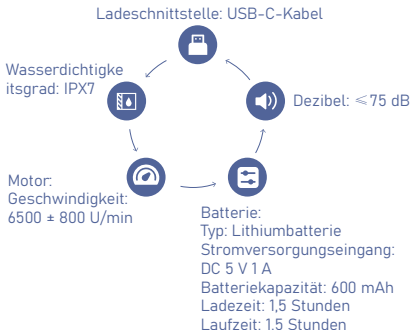 Ladeschnittstelle: USB-C-Kabel
Wasserdichtigke
itsgrad: IPX7
Dezibel: ≤75 dB
Motor:
Geschwindigkeit:
6500 ± 800 U/min
Batterie:
Typ: Lithiumbatterie
Stromversorgungseingang:
DC 5 V 1 A
Batteriekapazität: 600 mAh
Ladezeit: 1,5 Stunden
Laufzeit: 1,5 Stunden